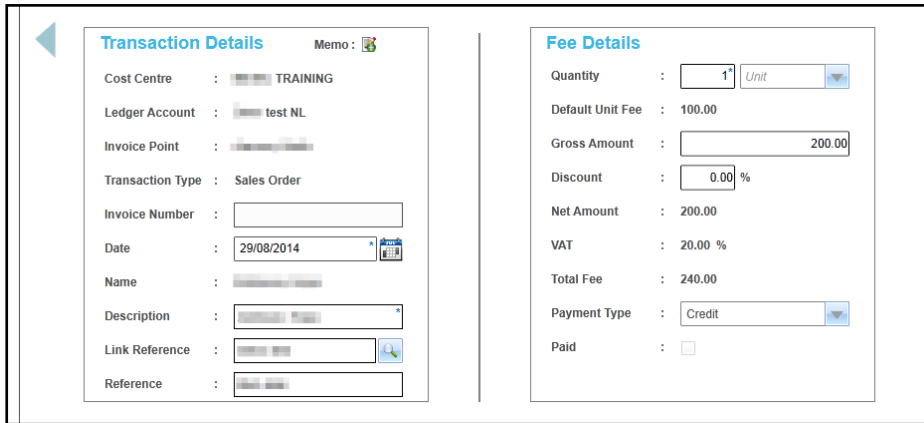 Transaction Details Memo :
Cost Centre : TRAINING
Ledger Account : test NL
Invoice Point :
Transaction Type : Sales Order
Invoice Number :
Date : 29/08/2014 *
Name :
Description : *
Link Reference :
Reference :
Fee Details
Quantity : 1* Unit
Default Unit Fee : 100.00
Gross Amount : 200.00
Discount : 0.00 %
Net Amount : 200.00
VAT : 20.00 %
Total Fee : 240.00
Payment Type : Credit
Paid :